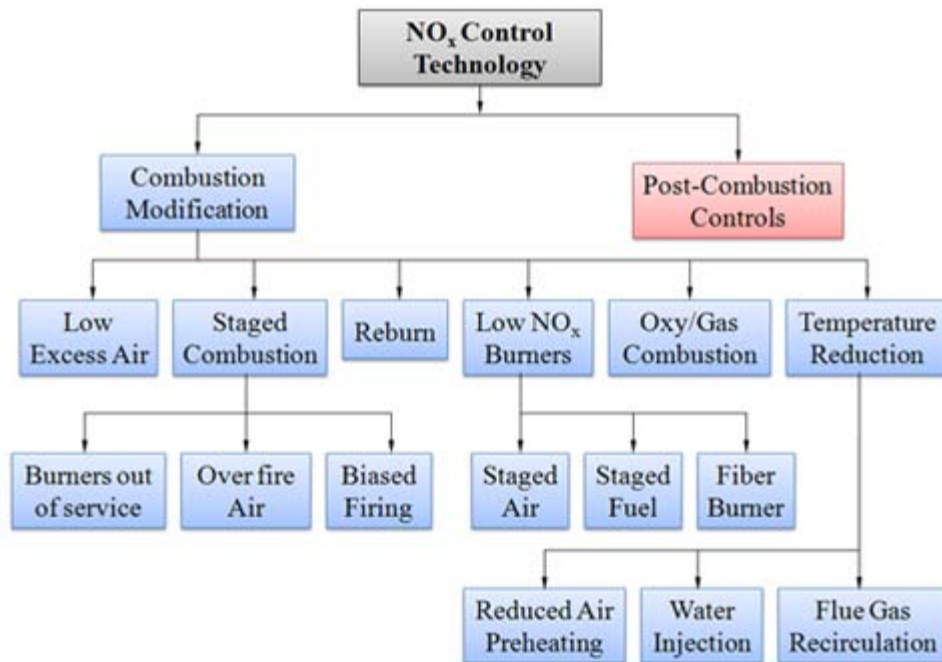 NOx Control
Technology
Combustion
Modification
Post-Combustion
Controls
Low
Excess Air
Staged
Combustion
Reburn
Low NOx
Burners
Oxy/Gas
Combustion
Temperature
Reduction
Burners out
of service
Over fire
Air
Biased
Firing
Staged
Air
Staged
Fuel
Fiber
Burner
Reduced Air
Preheating
Water
Injection
Flue Gas
Recirculation